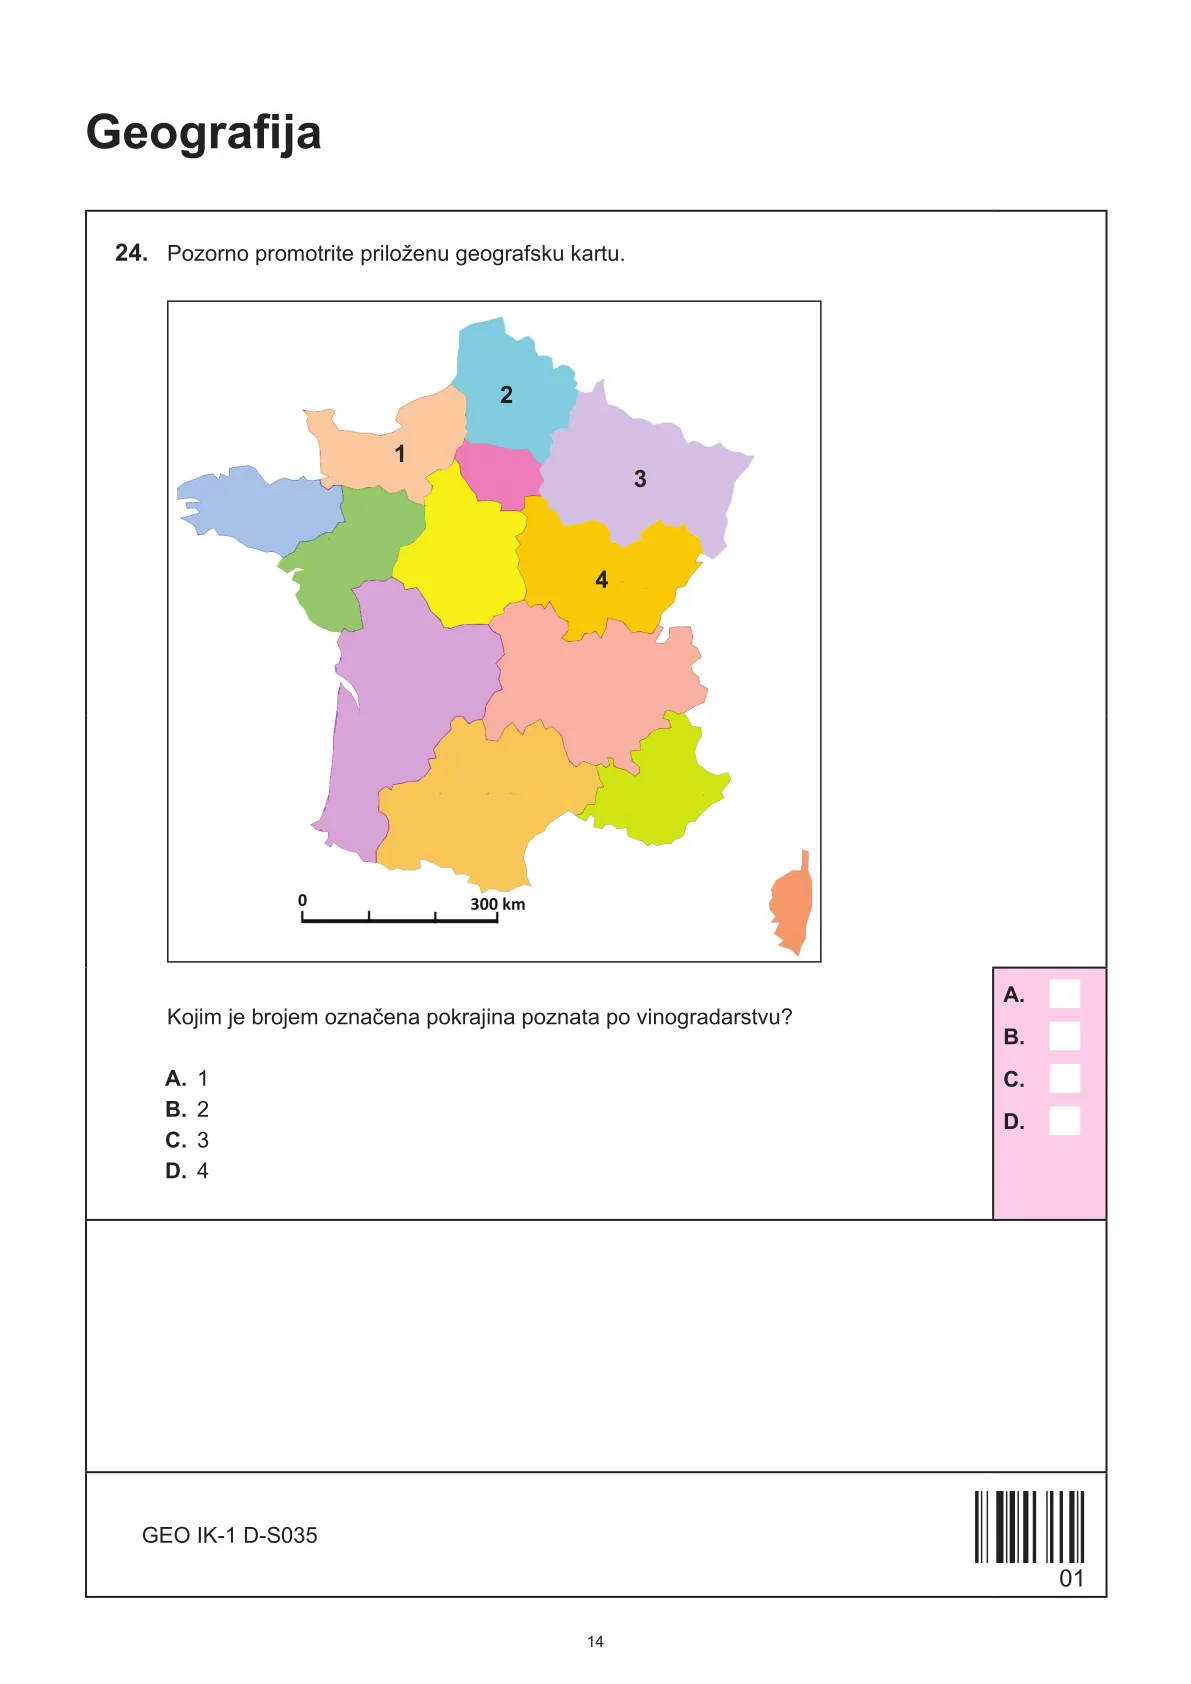 Geografija
24. Pozorno promotrite priloženu geografsku kartu.
2
1
3
4
0
300 km
Kojim je brojem označena pokrajina poznata po vinogradarstvu?
A. 1
B. 2
C. 3
D. 4
A.
B.
C.
D.
GEO IK-1 D-S035
01
14